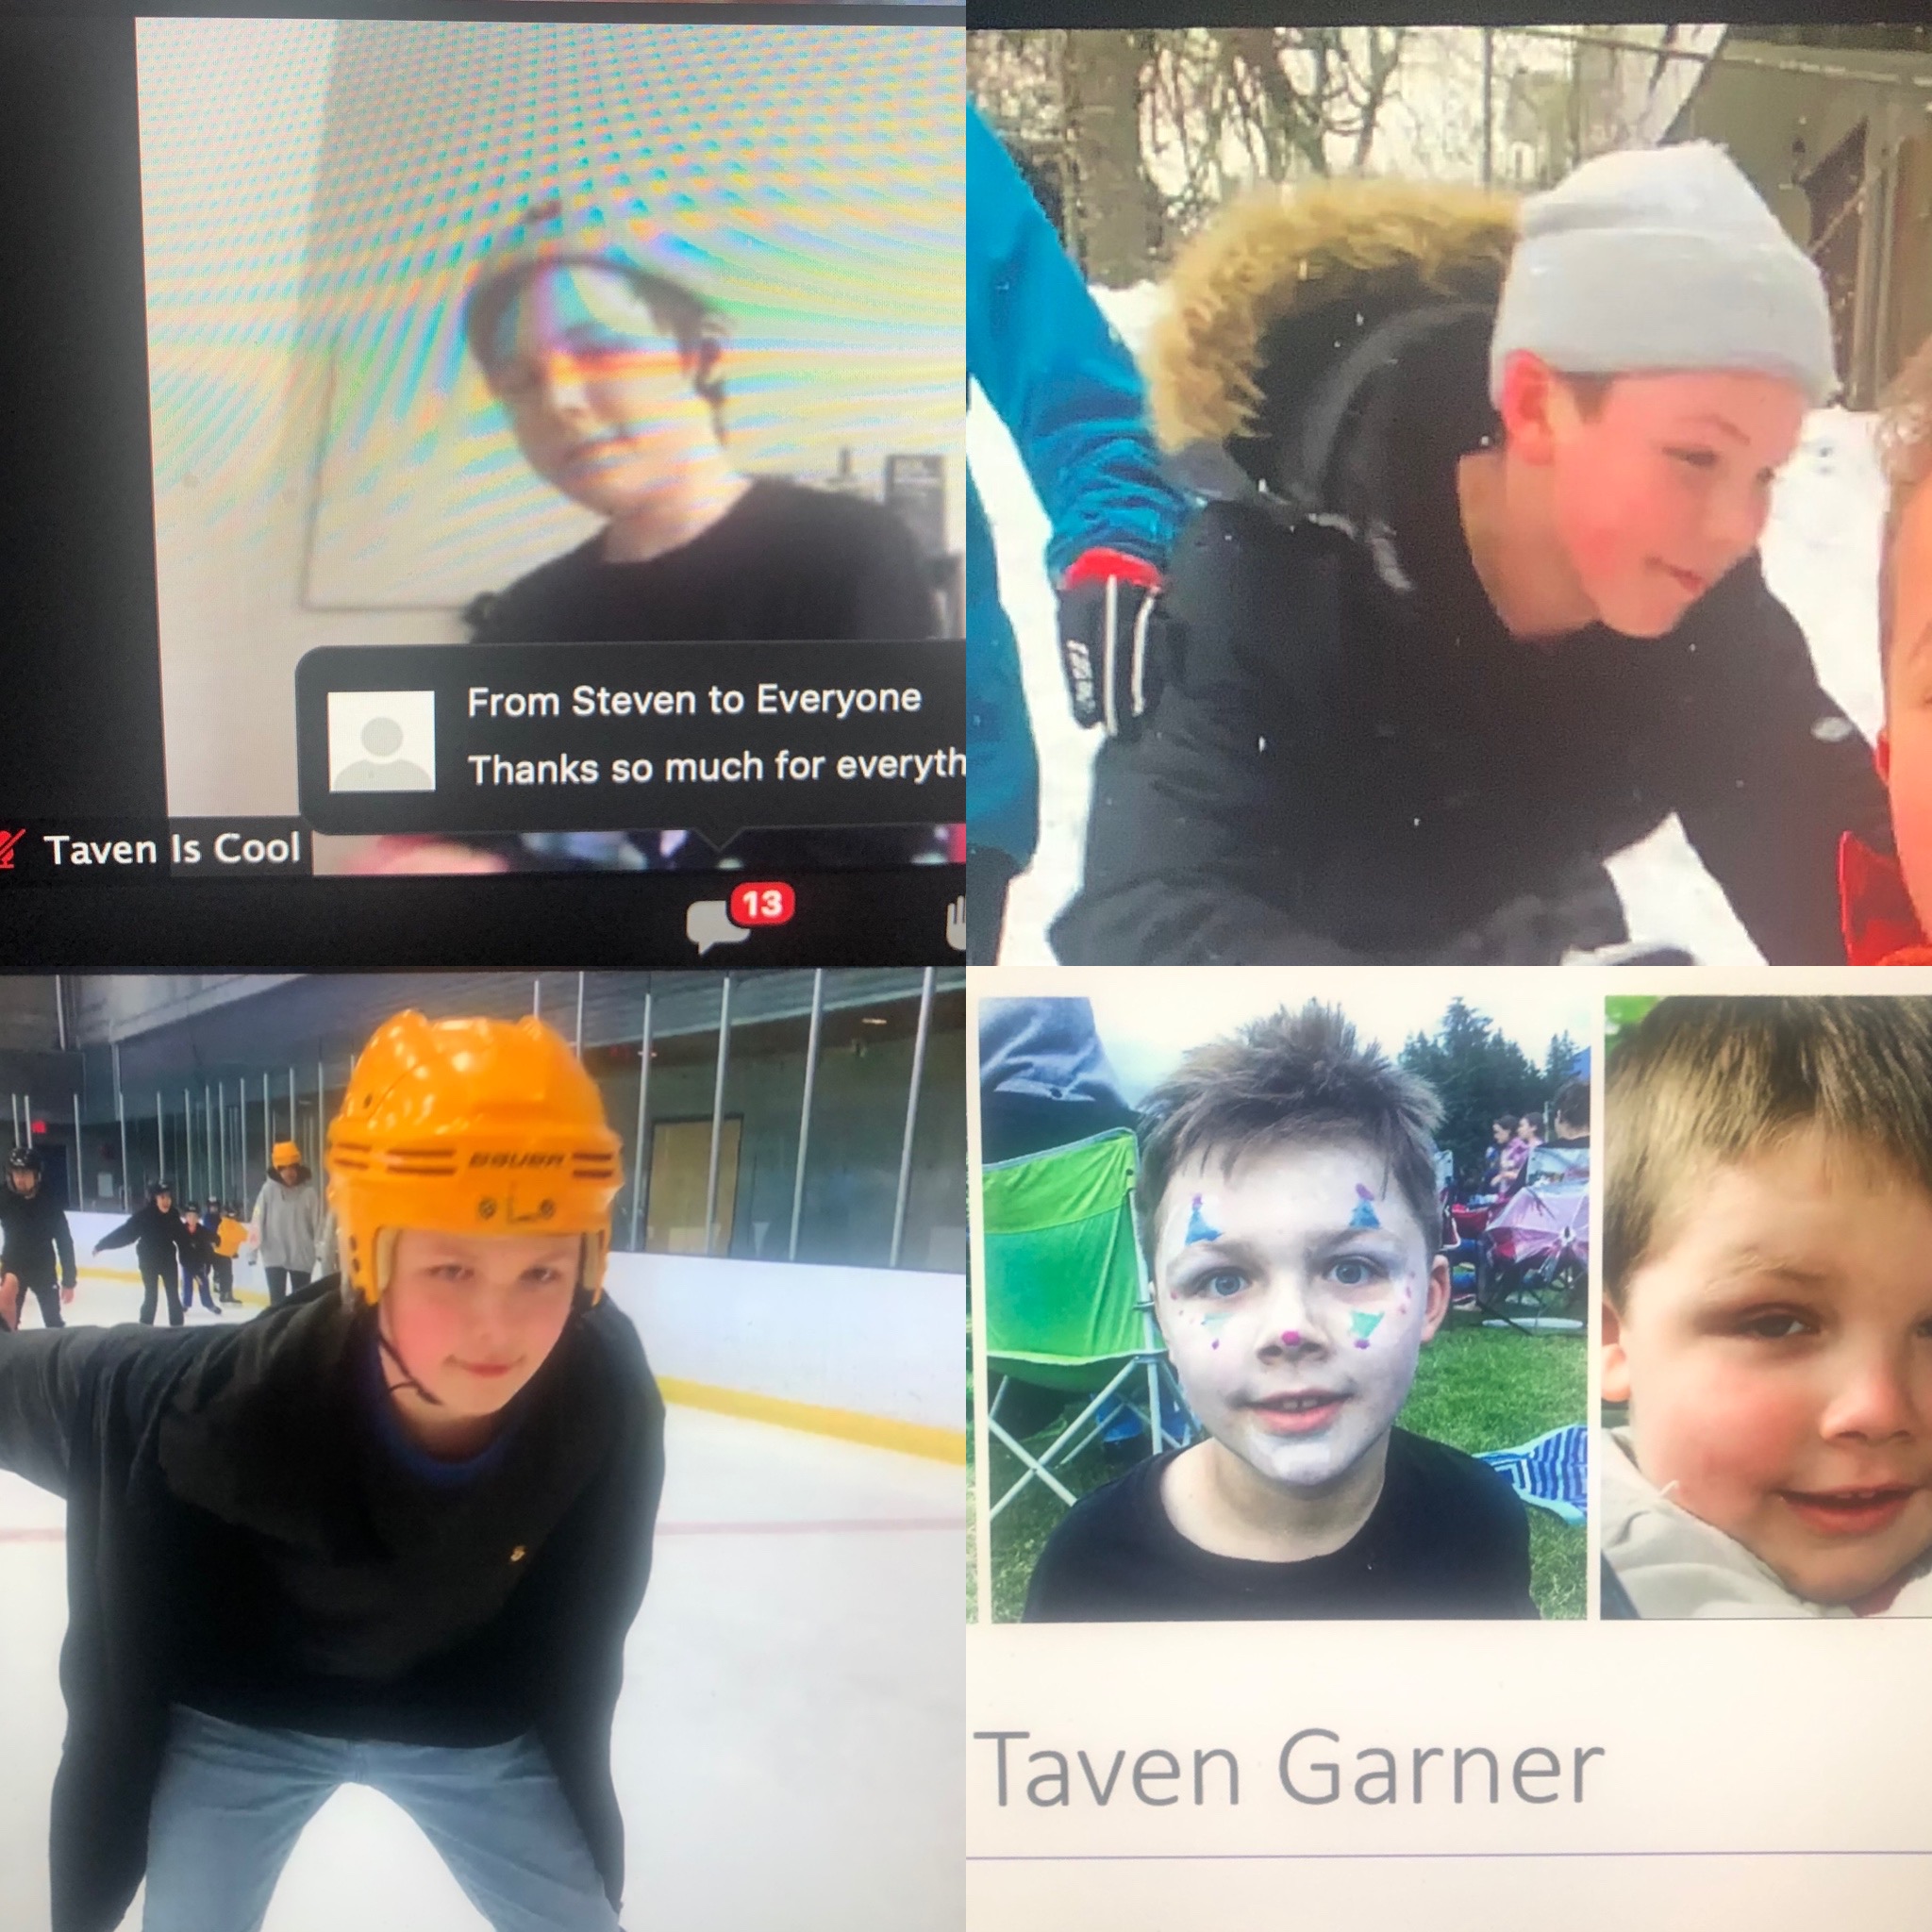 From Steven to Everyone
Thanks so much for everyth
Taven Is Cool
13
BAUER
Taven Garner